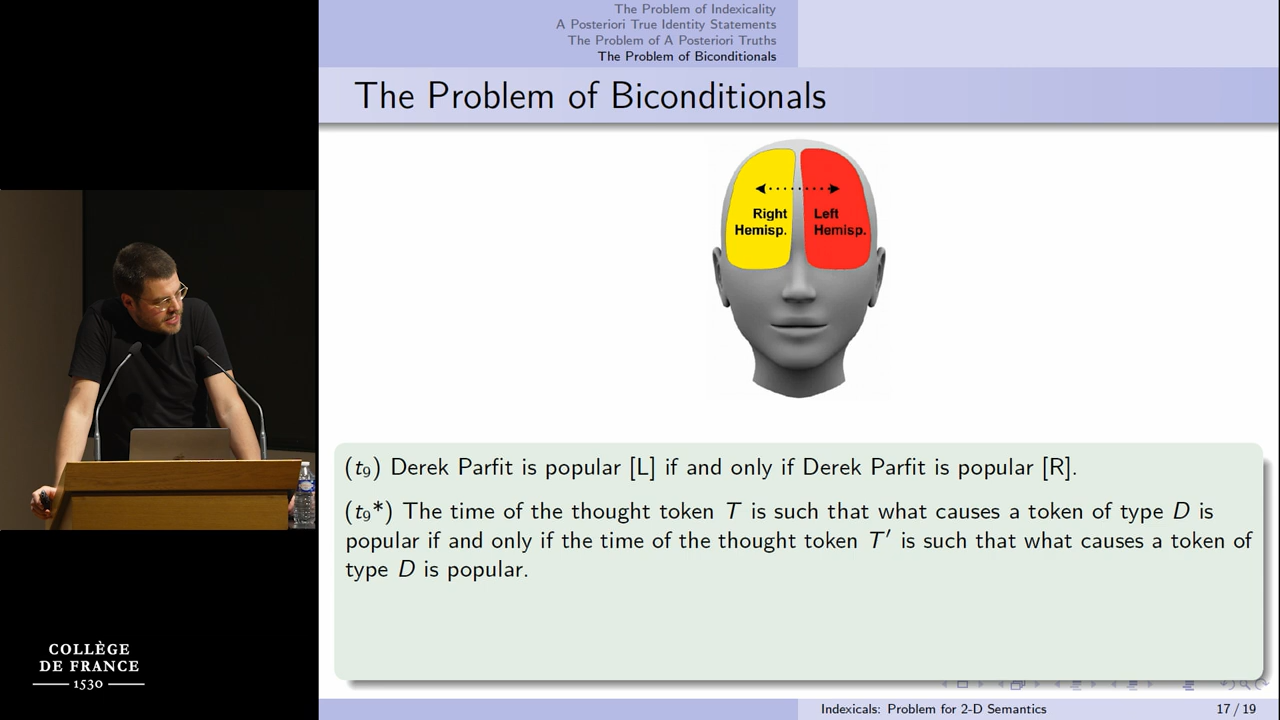 The Problem of Indexicality
A Posteriori True Identity Statements
The Problem of A Posteriori Truths
The Problem of Biconditionals
The Problem of Biconditionals
Right
Hemisp.
Left
Hemisp.
(t₉) Derek Parfit is popular [L] if and only if Derek Parfit is popular [R].
(t₉*) The time of the thought token T is such that what causes a token of type D is
popular if and only if the time of the thought token T′ is such that what causes a token of
type D is popular.
COLLÈGE
DE FRANCE
1530
Indexicals: Problem for 2-D Semantics
17 / 19